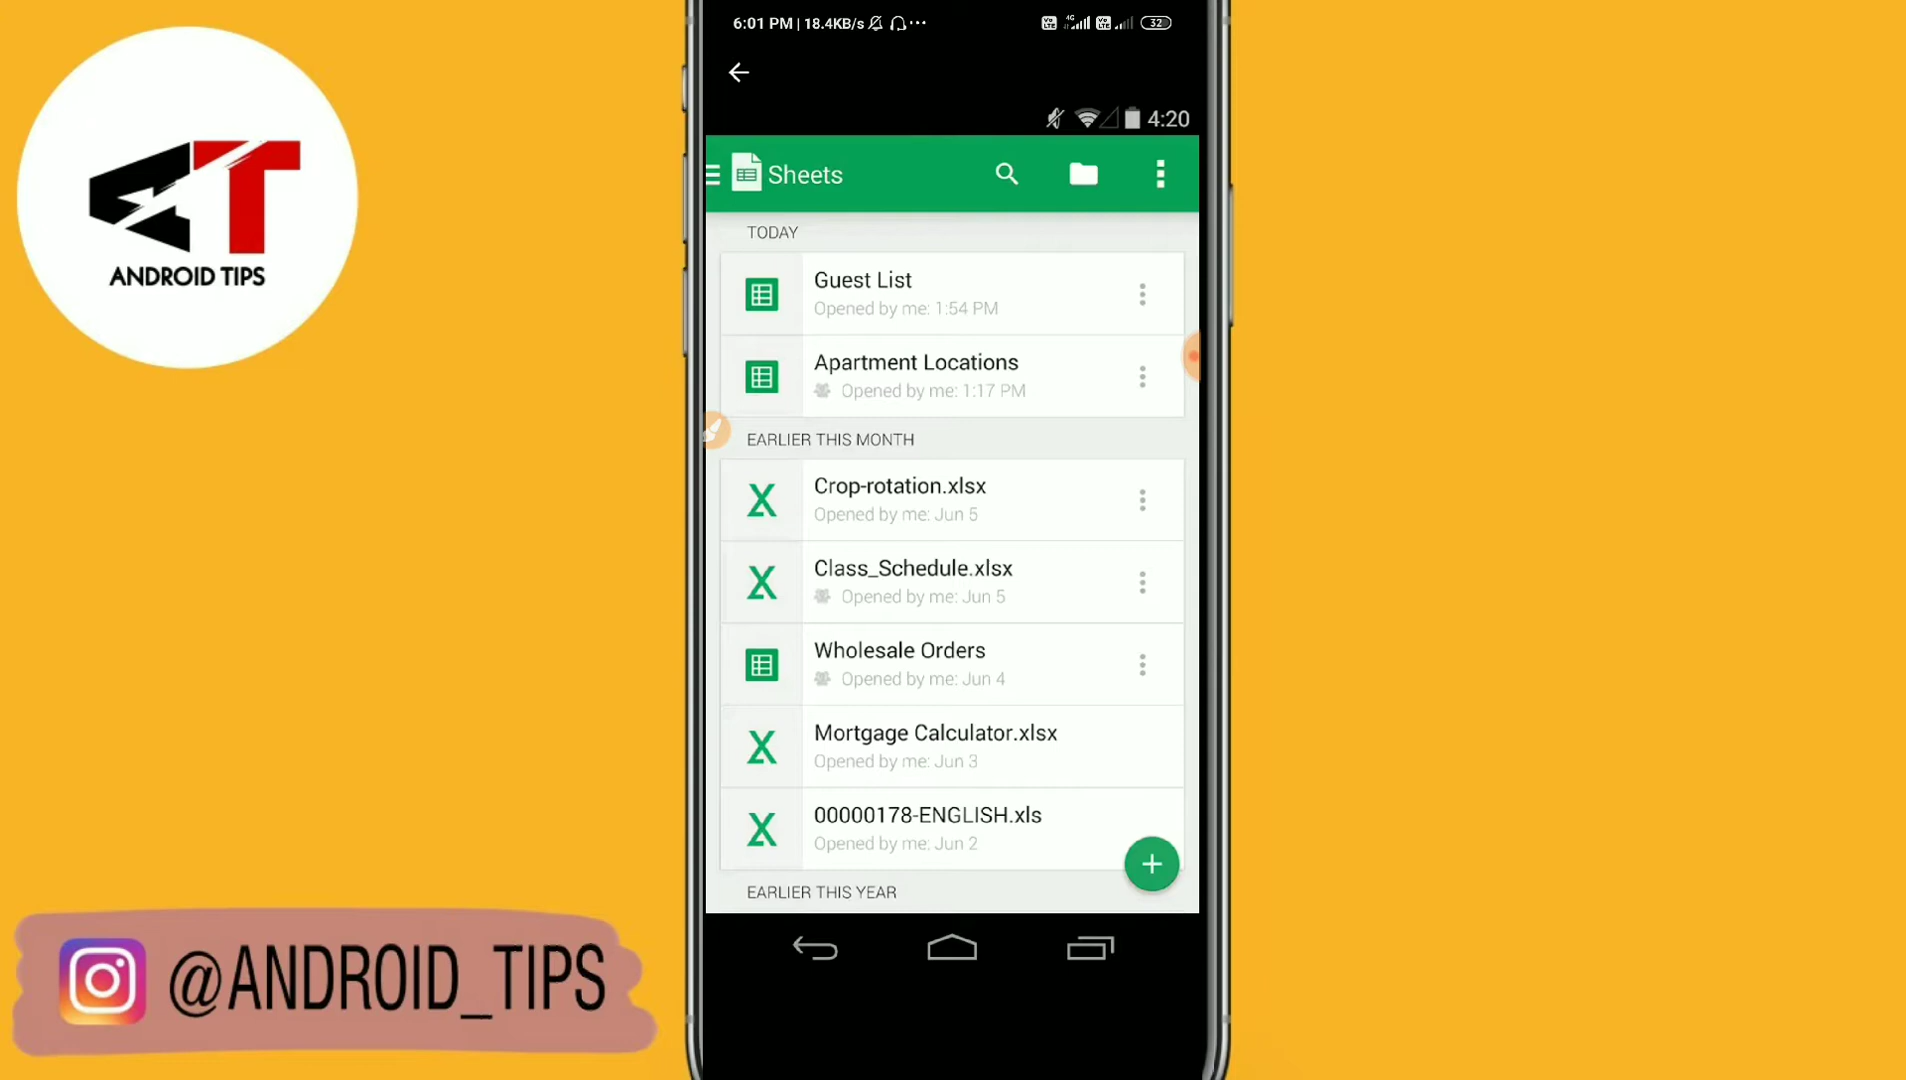 6:01 PM | 18.4KB/s
32
4:20
Sheets
TODAY
Guest List
Opened by me: 1:54 PM
Apartment Locations
Opened by me: 1:17 PM
EARLIER THIS MONTH
Crop-rotation.xlsx
Opened by me: Jun 5
Class_Schedule.xlsx
Opened by me: Jun 5
Wholesale Orders
Opened by me: Jun 4
Mortgage Calculator.xlsx
Opened by me: Jun 3
00000178-ENGLISH.xls
Opened by me: Jun 2
EARLIER THIS YEAR
AT
ANDROID TIPS
@ANDROID_TIPS